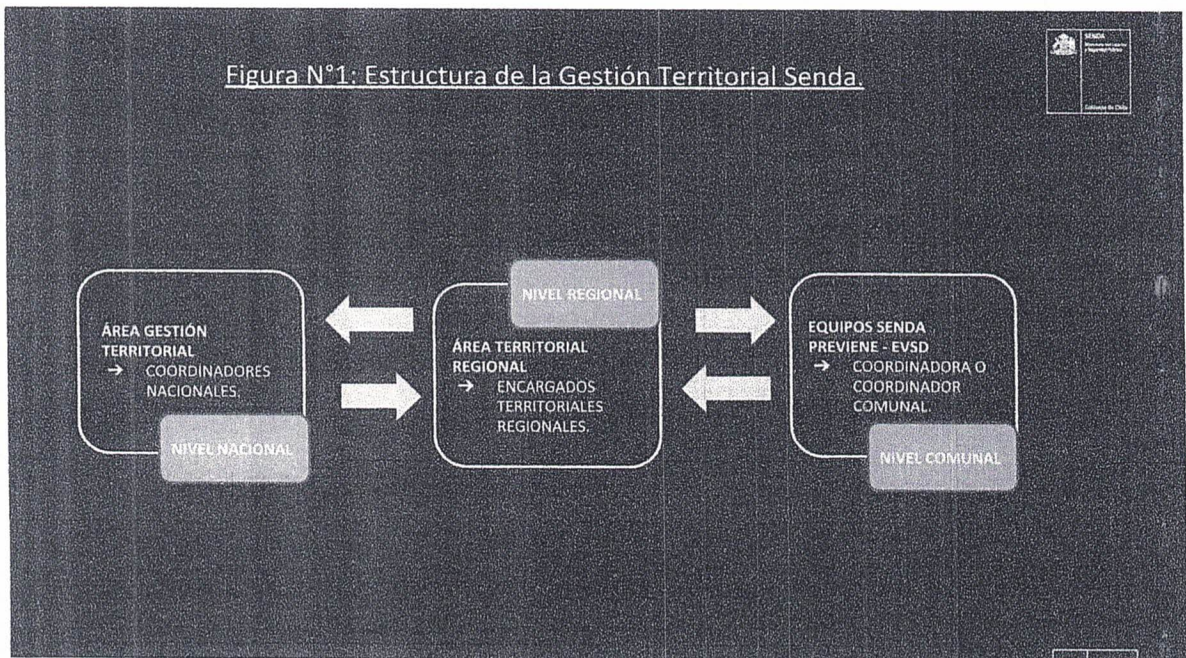 Figura N°1: Estructura de la Gestión Territorial Senda.
SENDA
Gobierno de Chile
ÁREA GESTIÓN
TERRITORIAL
→ COORDINADORES
NACIONALES.
NIVEL NACIONAL
NIVEL REGIONAL
ÁREA TERRITORIAL
REGIONAL
→ ENCARGADOS
TERRITORIALES
REGIONALES.
EQUIPOS SENDA
PREVIENE - EVSD
→ COORDINADORA O
COORDINADOR
COMUNAL.
NIVEL COMUNAL